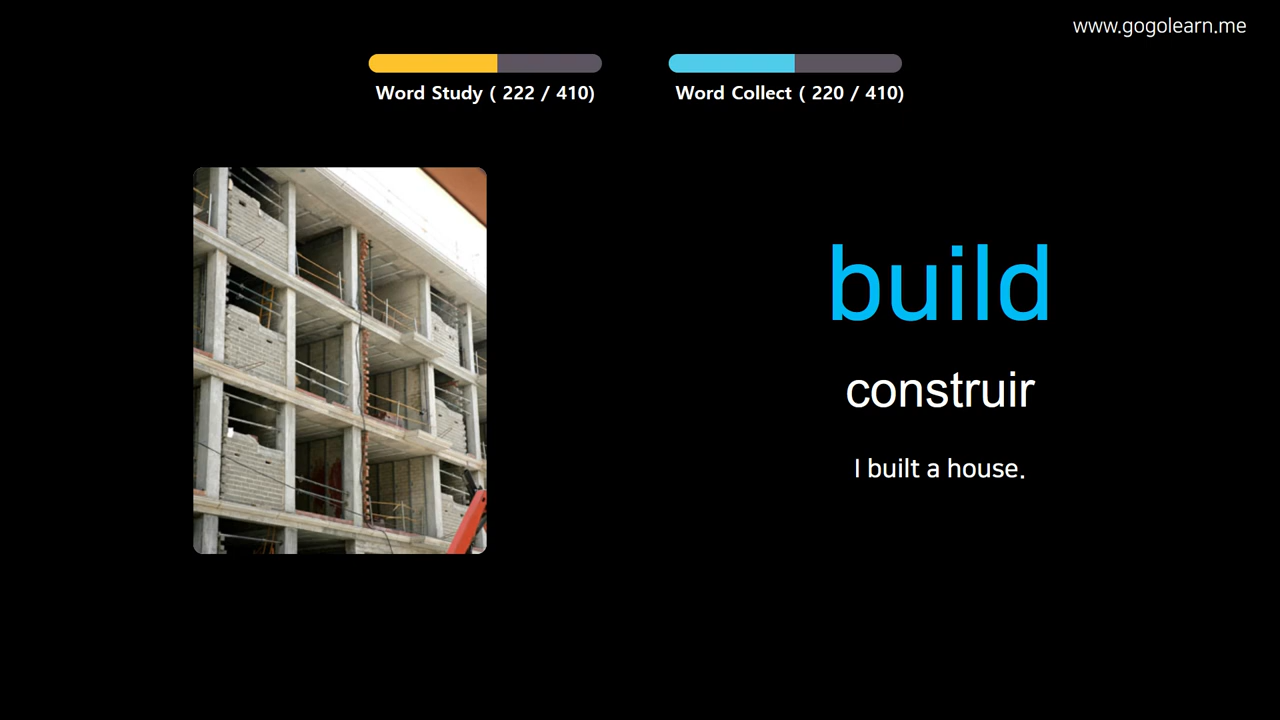 www.gogolearn.me
Word Study ( 222 / 410)
Word Collect ( 220 / 410)
build
construir
I built a house.